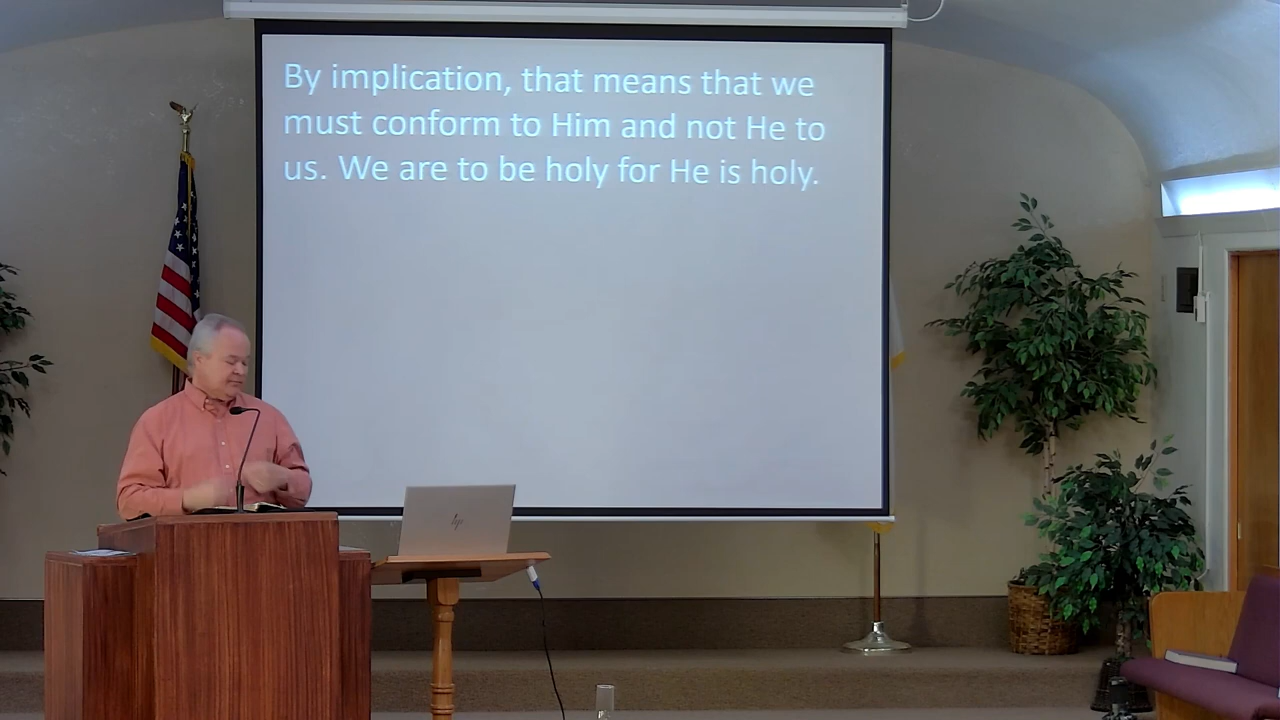 By implication, that means that we
must conform to Him and not He to
us. We are to be holy for He is holy.
hp